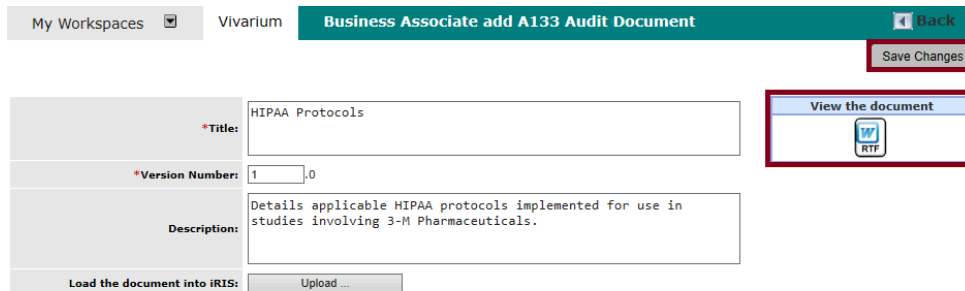 My Workspaces Vivarium Business Associate add A133 Audit Document Back
Save Changes
*Title: HIPAA Protocols
View the document
W
RTF
*Version Number: 1 .0
Description: Details applicable HIPAA protocols implemented for use in
studies involving 3-M Pharmaceuticals.
Load the document into iRIS: Upload ...